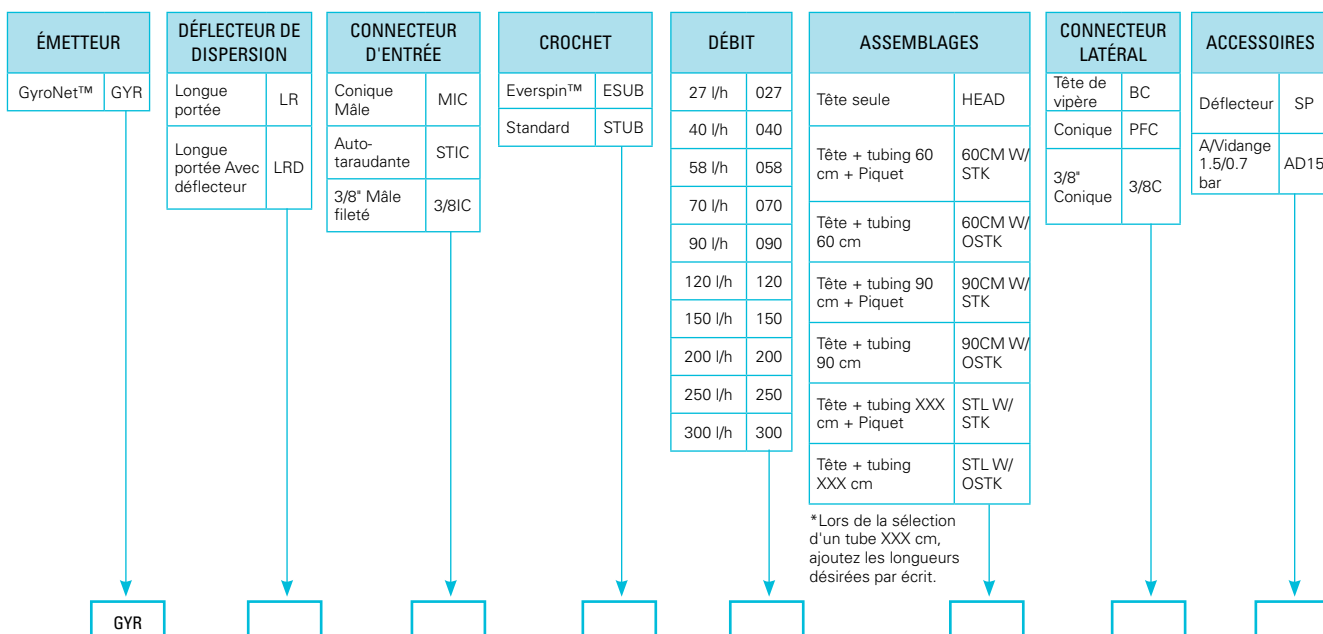 ÉMETTEUR
GyroNet™ GYR
DÉFLECTEUR DE
DISPERSION
Longue
portée
LR
Longue
portée Avec
déflecteur
LRD
CONNECTEUR
D'ENTRÉE
Conique
Mâle
MIC
Auto-
taraudante
STIC
3/8" Mâle
fileté
3/8IC
CROCHET
Everspin™ ESUB
Standard STUB
DÉBIT
27 l/h 027
40 l/h 040
58 l/h 058
70 l/h 070
90 l/h 090
120 l/h 120
150 l/h 150
200 l/h 200
250 l/h 250
300 l/h 300
ASSEMBLAGES
Tête seule HEAD
Tête + tubing 60
cm + Piquet
60CM W/
STK
Tête + tubing
60 cm
60CM W/
OSTK
Tête + tubing 90
cm + Piquet
90CM W/
STK
Tête + tubing
90 cm
90CM W/
OSTK
Tête + tubing XXX
cm + Piquet
STL W/
STK
Tête + tubing
XXX cm
STL W/
OSTK
*Lors de la sélection
d'un tube XXX cm,
ajoutez les longueurs
désirées par écrit.
CONNECTEUR
LATÉRAL
Tête de
vipère
BC
Conique PFC
3/8"
Conique
3/8C
ACCESSOIRES
Déflecteur SP
A/Vidange
1.5/0.7
bar
AD15
GYR